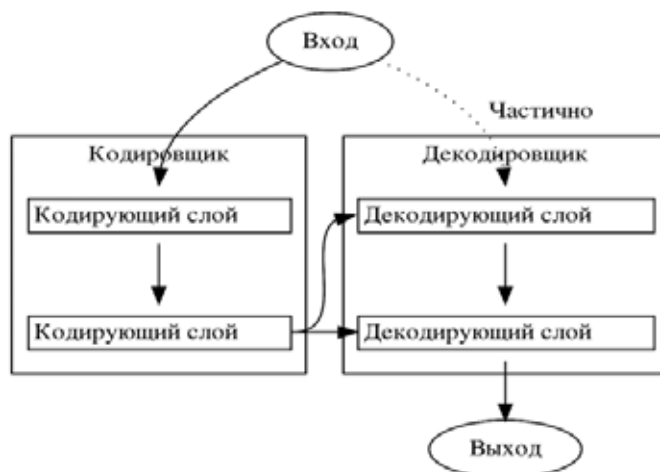 Вход
Частично
Кодировщик
Декодировщик
Кодирующий слой
Декодирующий слой
Кодирующий слой
Декодирующий слой
Выход